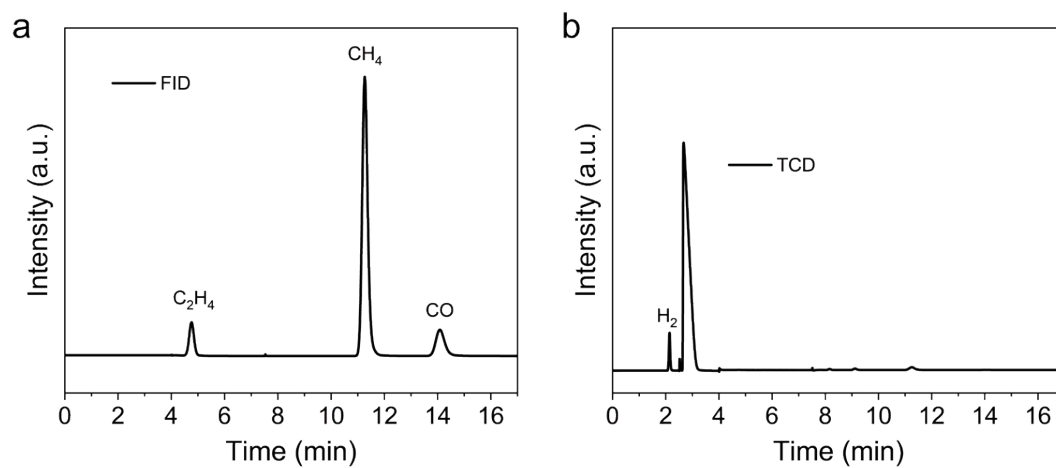 a
FID
C₂H₄
CH₄
CO
Intensity (a.u.)
0 2 4 6 8 10 12 14 16
Time (min)
b
TCD
H₂
Intensity (a.u.)
0 2 4 6 8 10 12 14 16
Time (min)